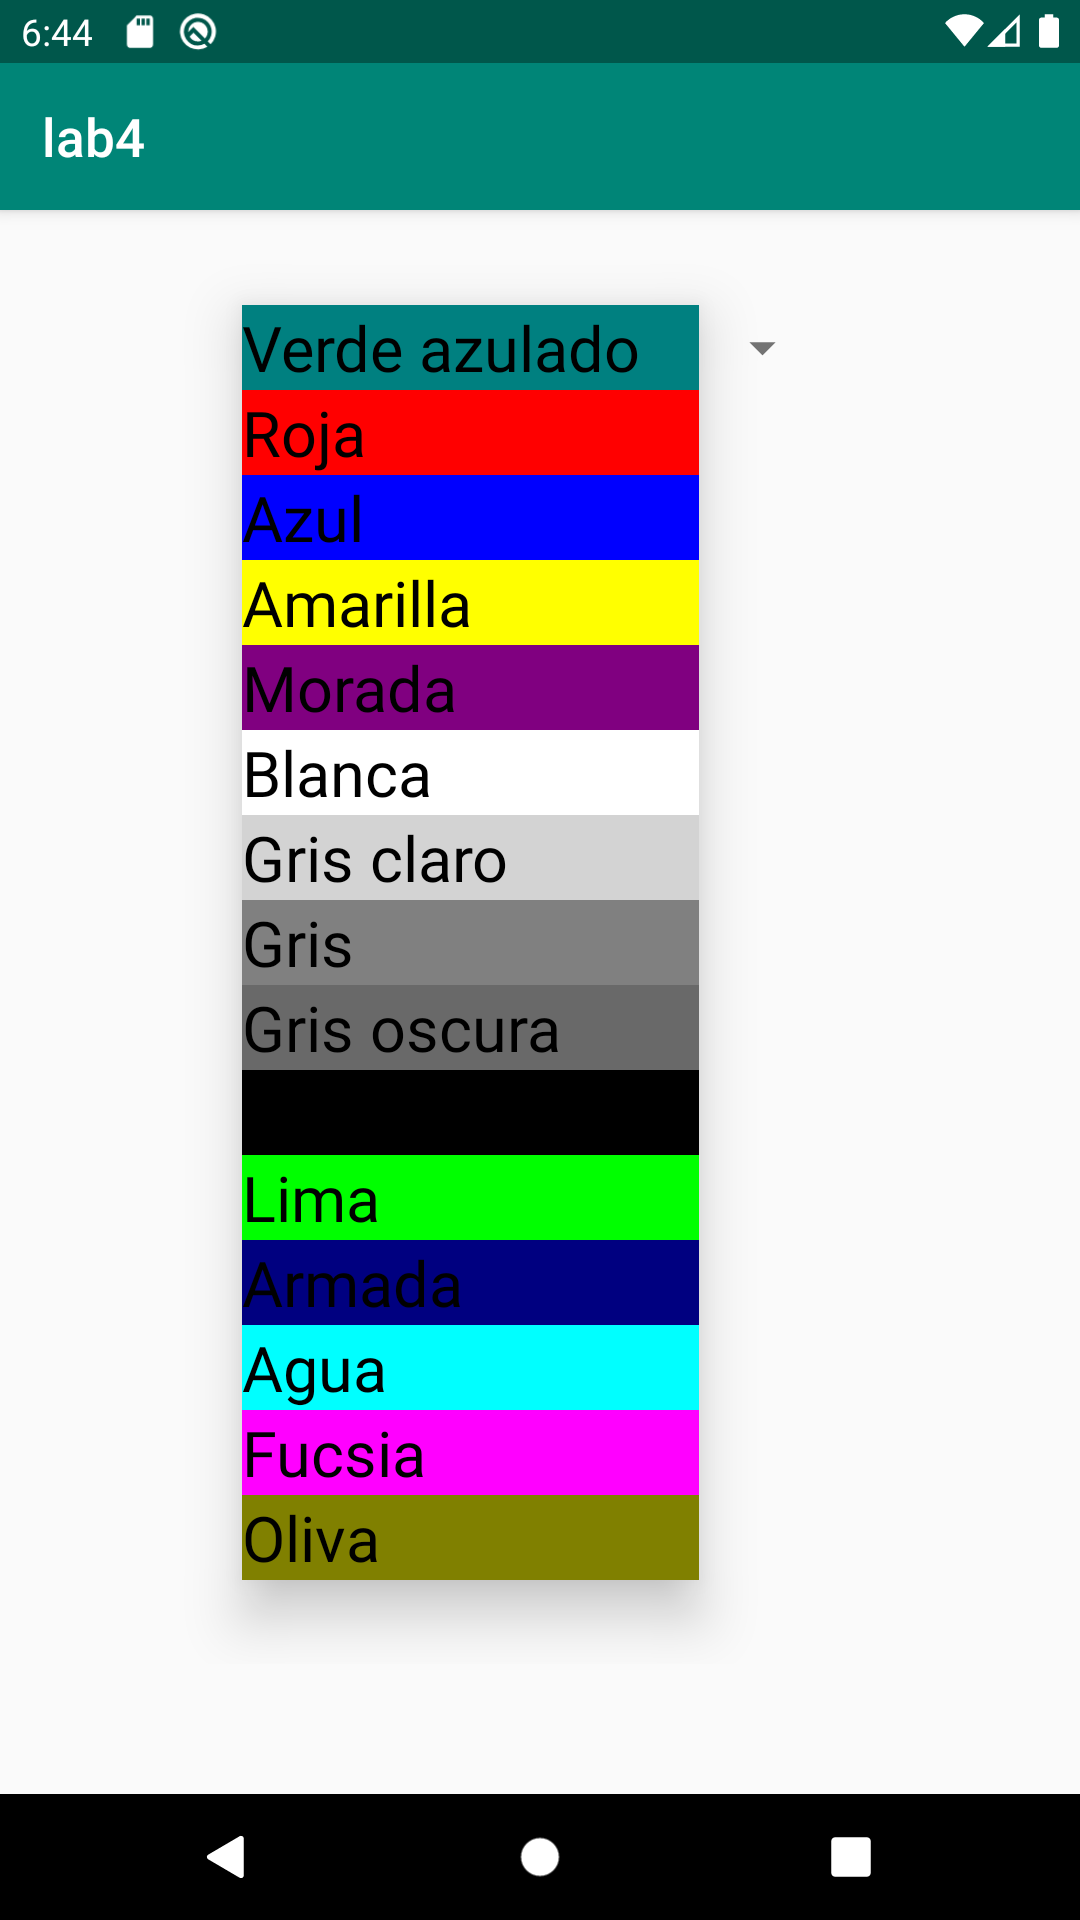 6:44
lab4
Verde azulado
Roja
Azul
Amarilla
Morada
Blanca
Gris claro
Gris
Gris oscura
Lima
Armada
Agua
Fucsia
Oliva